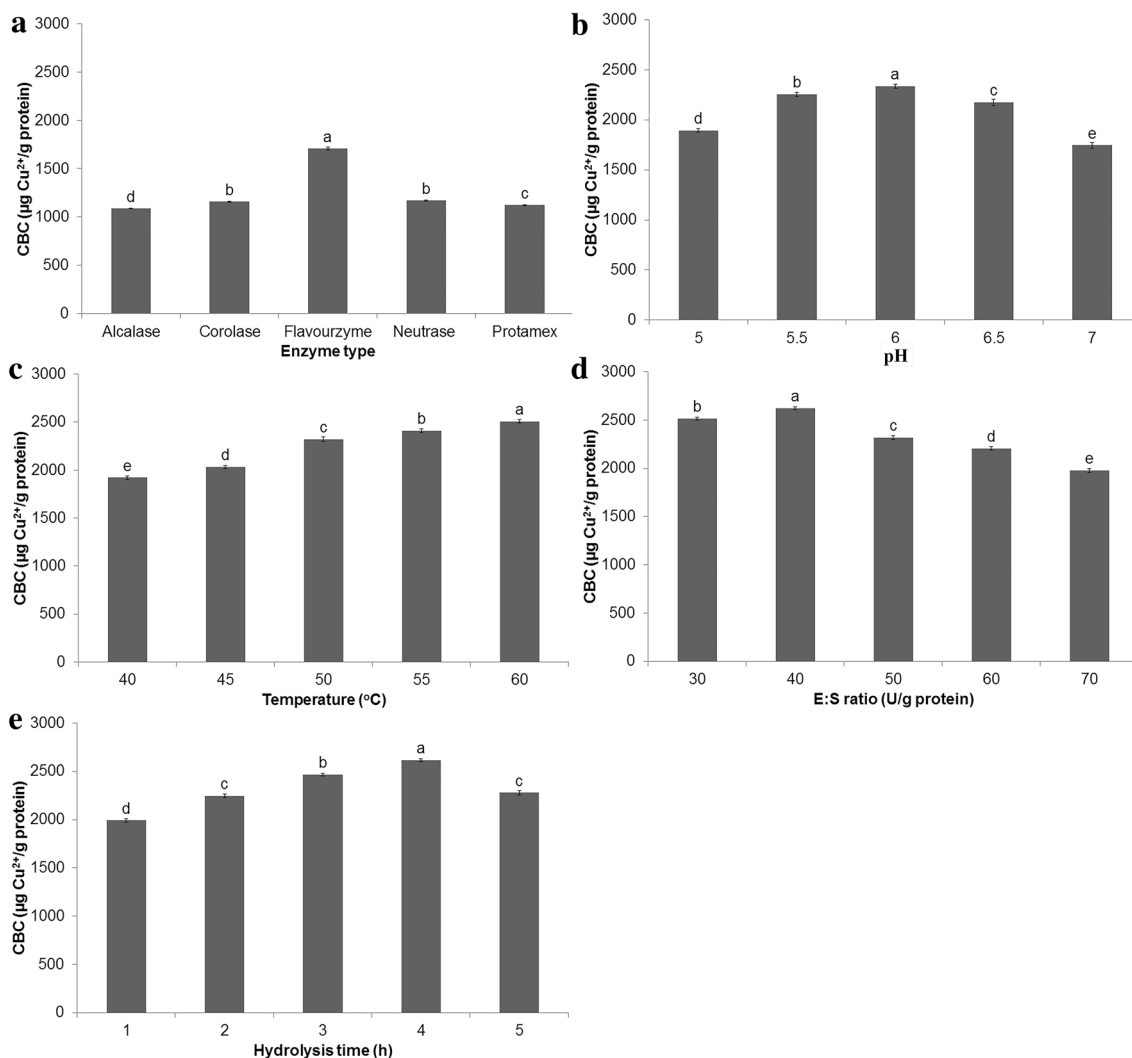 a
3000
2500
2000
1500
1000
500
0
CBC (µg Cu²⁺/g protein)
d
b
a
b
c
Alcalase Corolase Flavourzyme Neutrase Protamex
Enzyme type
b
3000
2500
2000
1500
1000
500
0
CBC (µg Cu²⁺/g protein)
d
b
a
c
e
5 5.5 6 6.5 7
pH
c
3000
2500
2000
1500
1000
500
0
CBC (µg Cu²⁺/g protein)
e
d
c
b
a
40 45 50 55 60
Temperature (ºC)
d
3000
2500
2000
1500
1000
500
0
CBC (µg Cu²⁺/g protein)
b
a
c
d
e
30 40 50 60 70
E:S ratio (U/g protein)
e
3000
2500
2000
1500
1000
500
0
CBC (µg Cu²⁺/g protein)
d
c
b
a
c
1 2 3 4 5
Hydrolysis time (h)